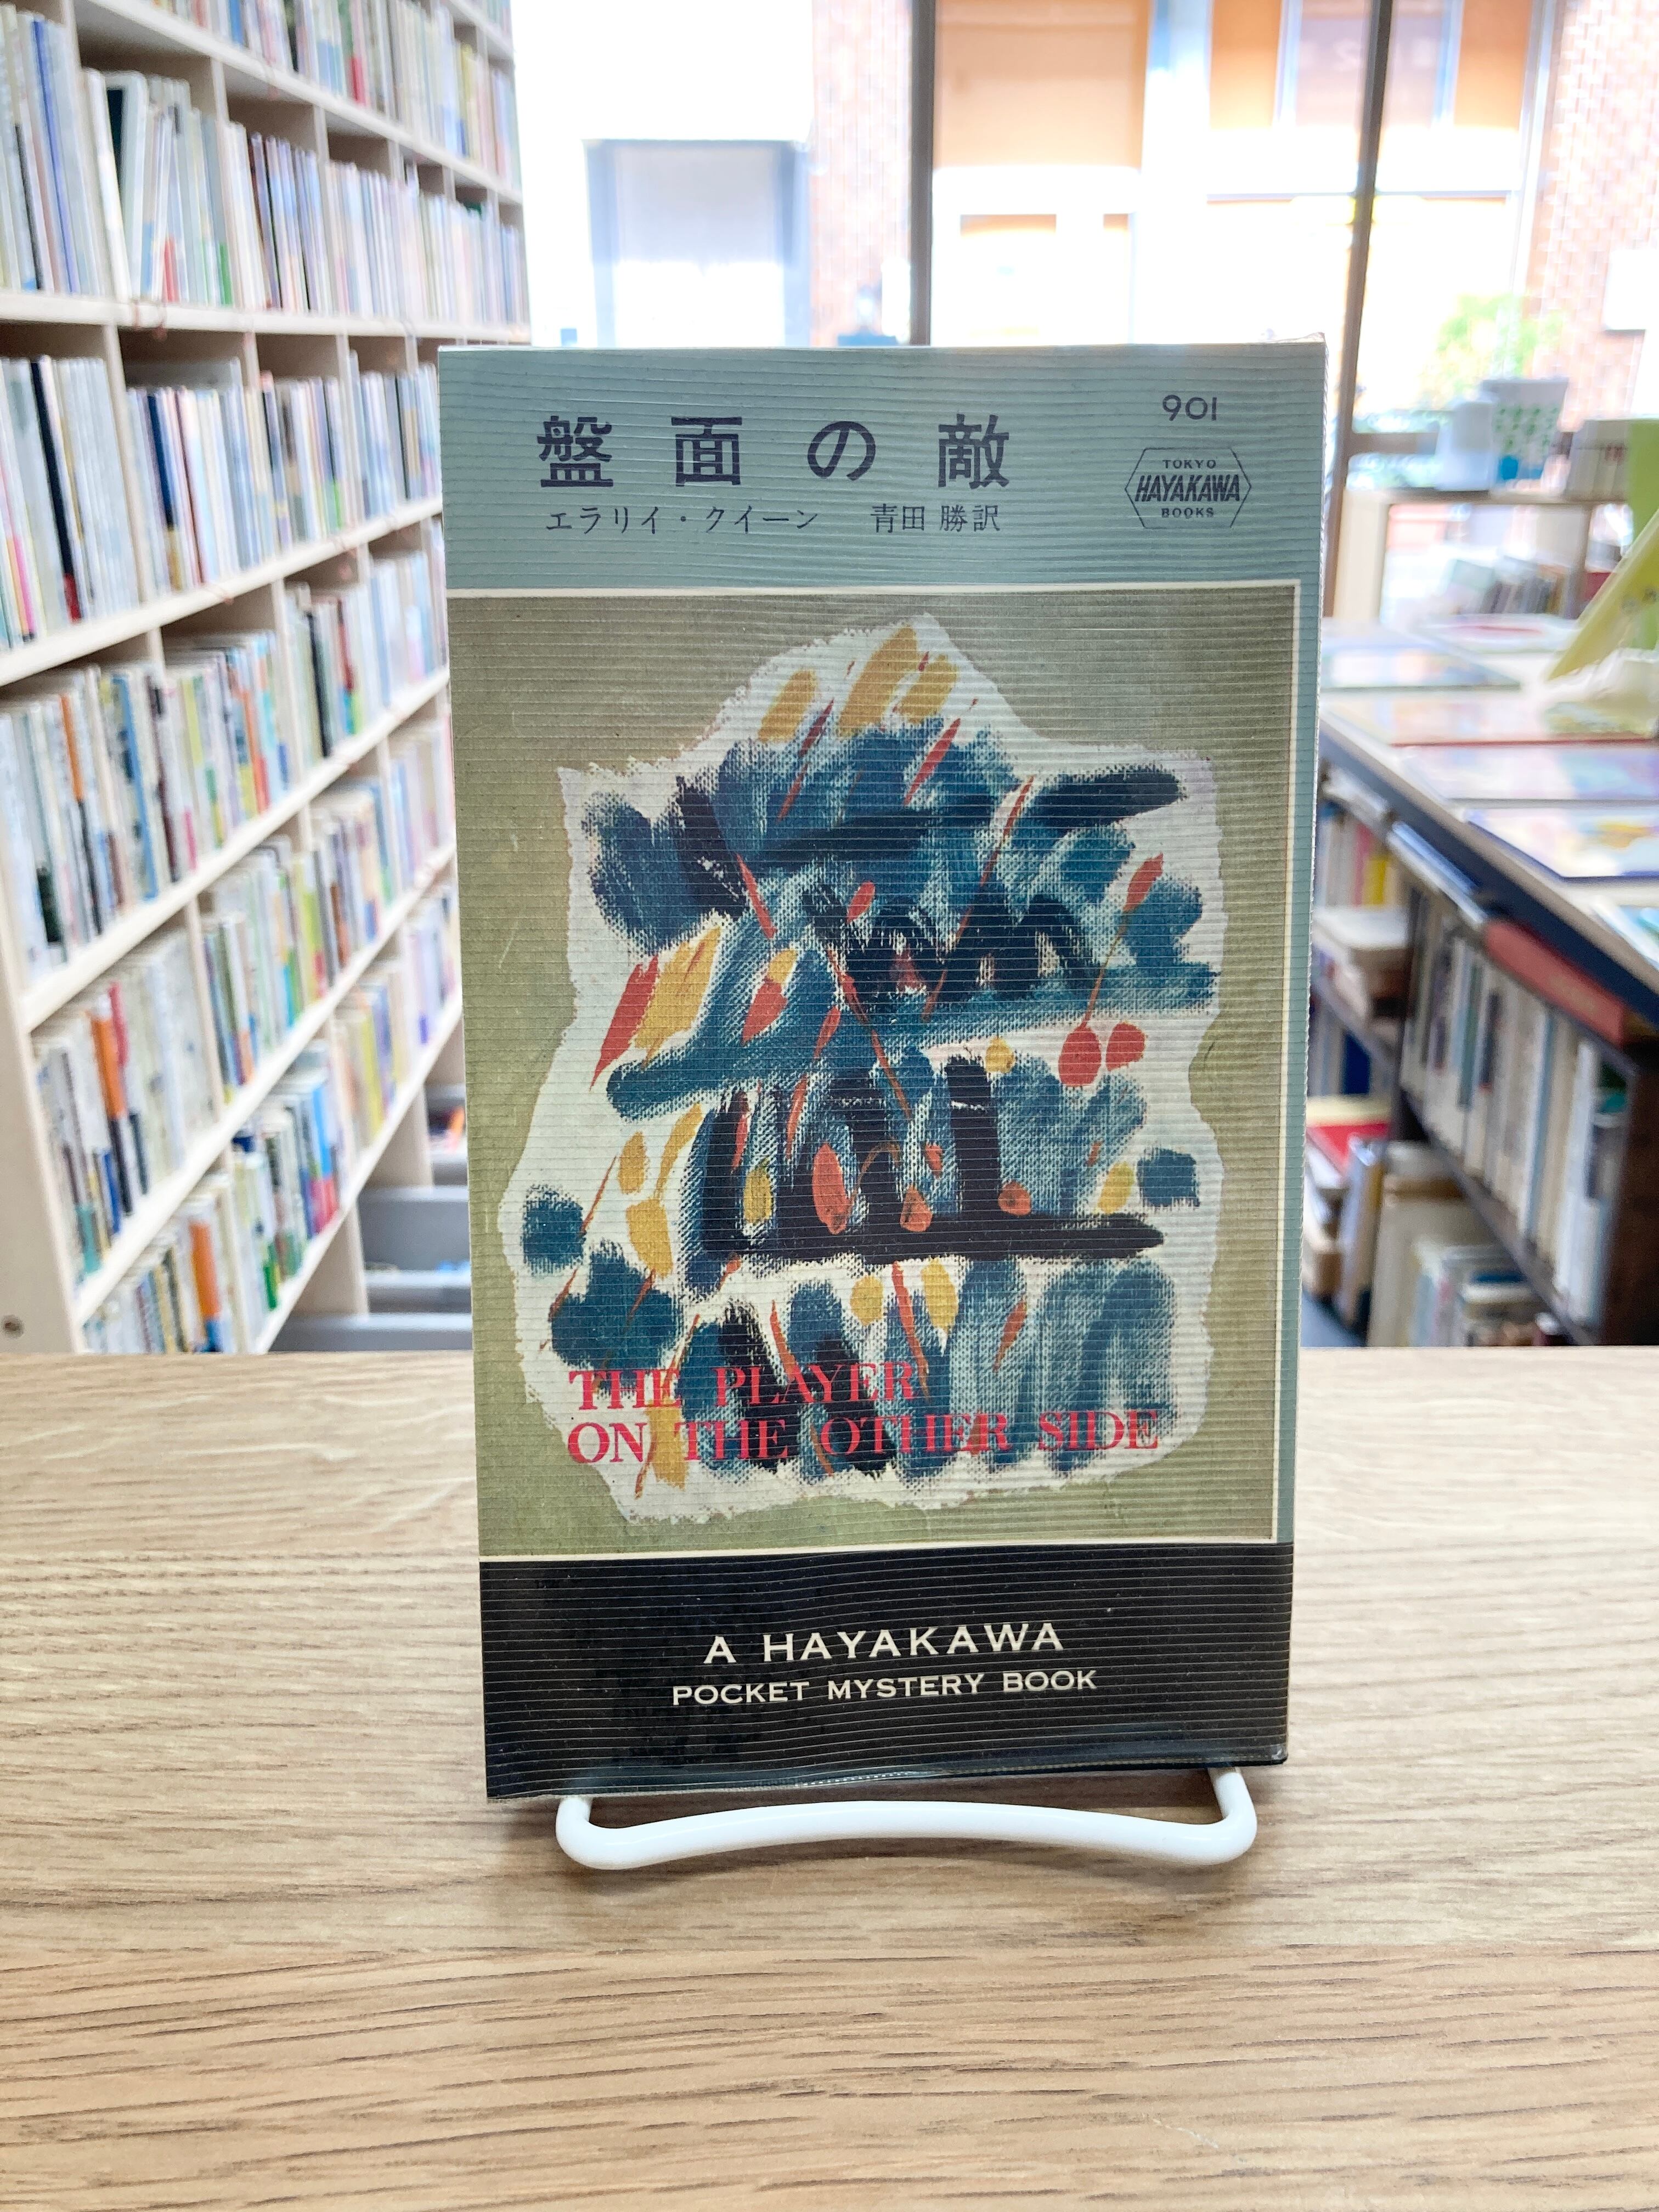 盤面の敵
901
エラリイ・クイーン 青田 勝訳
TOKYO
HAYAKAWA
BOOKS
THE PLAYER
ON THE OTHER SIDE
A HAYAKAWA
POCKET MYSTERY BOOK